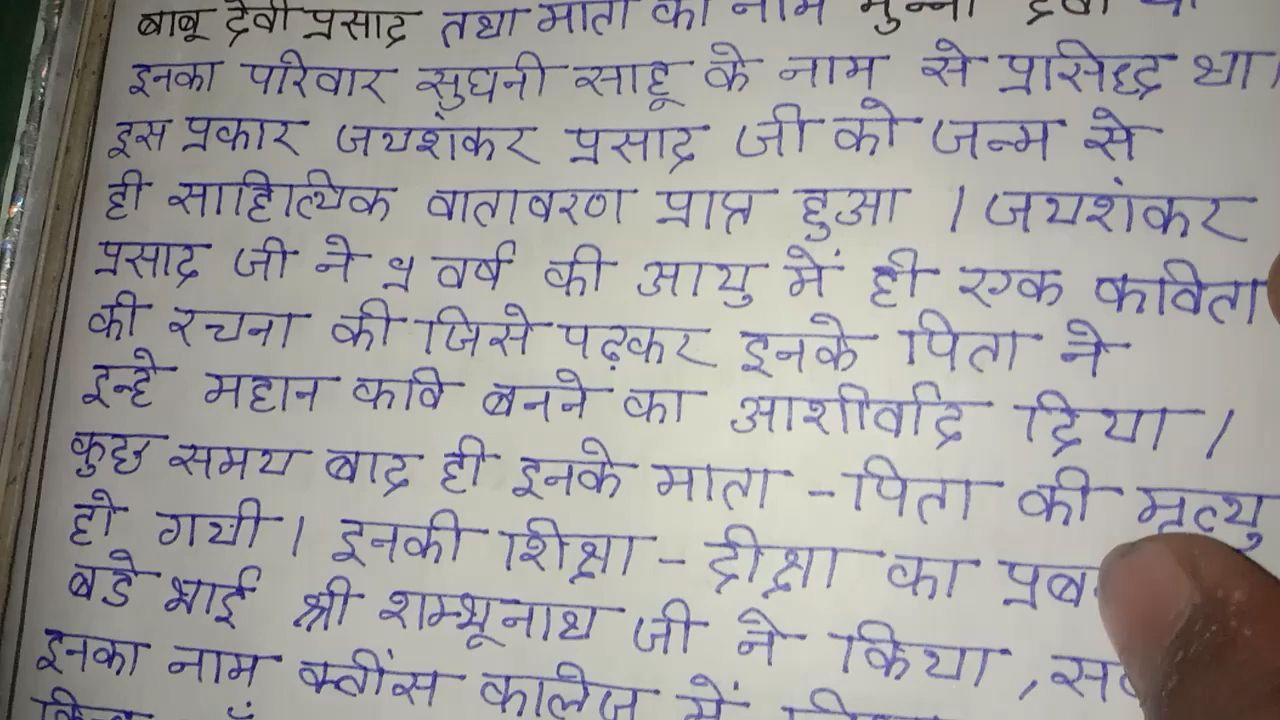 बाबू देवी प्रसाद तथा माता का नाम मुन्नी देवी था
इनका परिवार सुघनी साहू के नाम से प्रसिध्द था।
इस प्रकार जयशंकर प्रसाद जी को जन्म से
ही साहित्यिक वातावरण प्राप्त हुआ । जयशंकर
प्रसाद जी ने ९ वर्ष की आयु में ही एक कविता
की रचना की जिसे पढ़कर इनके पिता ने
इन्हे महान कवि बनने का आशीर्वाद दिया ।
कुछ समय बाद ही इनके माता - पिता की मृत्यु
हो गयी । इनकी शिक्षा - दीक्षा का
बडे भाई श्री शम्भूनाथ जी ने किया ,
इनका नाम क्वींस कालेज में